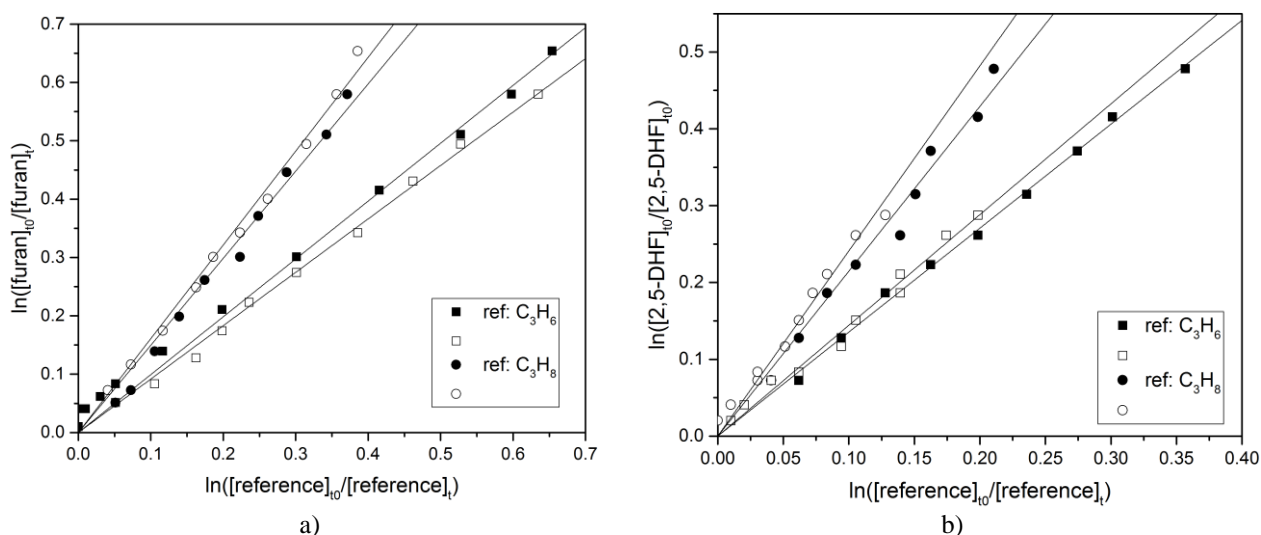 0.7
0.6
0.5
0.4
0.3
0.2
0.1
0.0
ln([furan]t0/[furan]t)
0.0 0.1 0.2 0.3 0.4 0.5 0.6 0.7
ln([reference]t0/[reference]t)
ref: C3H6
ref: C3H8
a)
0.5
0.4
0.3
0.2
0.1
0.0
ln([2,5-DHF]t0/[2,5-DHF]t0)
0.00 0.05 0.10 0.15 0.20 0.25 0.30 0.35 0.40
ln([reference]t0/[reference]t)
ref: C3H6
ref: C3H8
b)